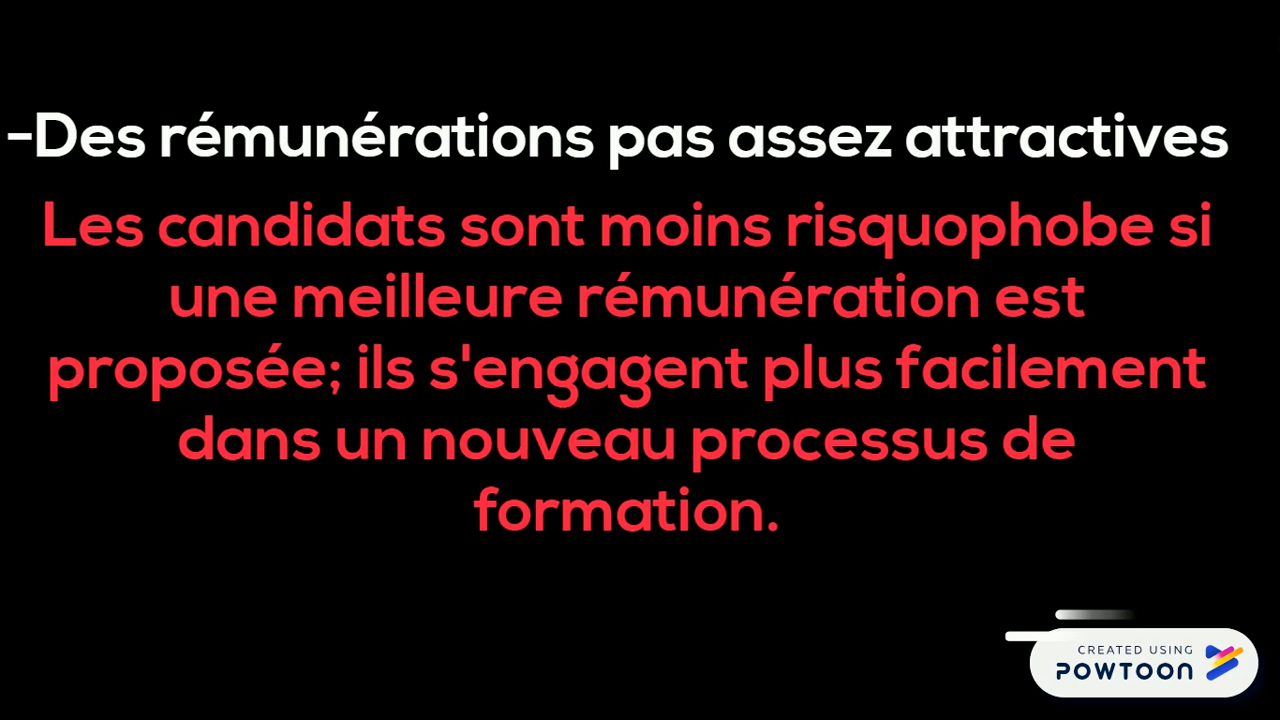 -Des rémunérations pas assez attractives
Les candidats sont moins risquophobe si
une meilleure rémunération est
proposée; ils s'engagent plus facilement
dans un nouveau processus de
formation.
CREATED USING
POWTOON